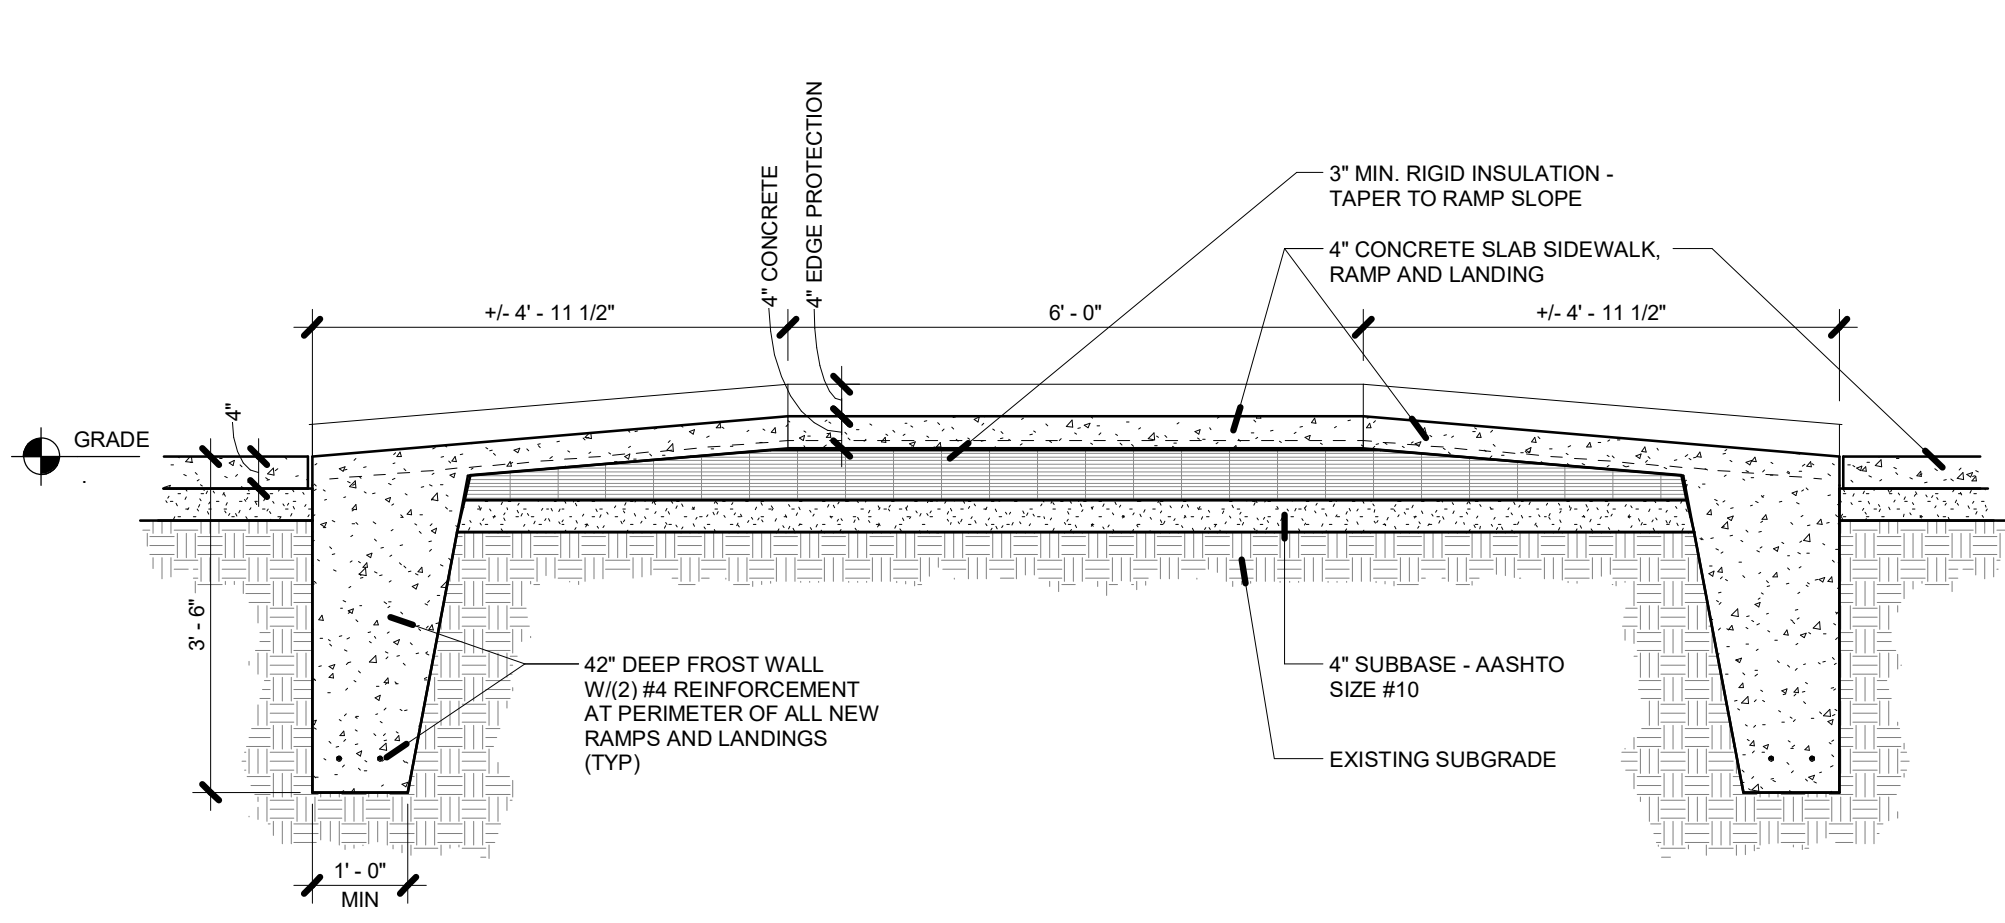 4" CONCRETE
4" EDGE PROTECTION
3" MIN. RIGID INSULATION -
TAPER TO RAMP SLOPE
4" CONCRETE SLAB SIDEWALK,
RAMP AND LANDING
+/- 4' - 11 1/2"
6' - 0"
+/- 4' - 11 1/2"
4"
GRADE
3' - 6"
42" DEEP FROST WALL
W/(2) #4 REINFORCEMENT
AT PERIMETER OF ALL NEW
RAMPS AND LANDINGS
(TYP)
4" SUBBASE - AASHTO
SIZE #10
EXISTING SUBGRADE
1' - 0"
MIN